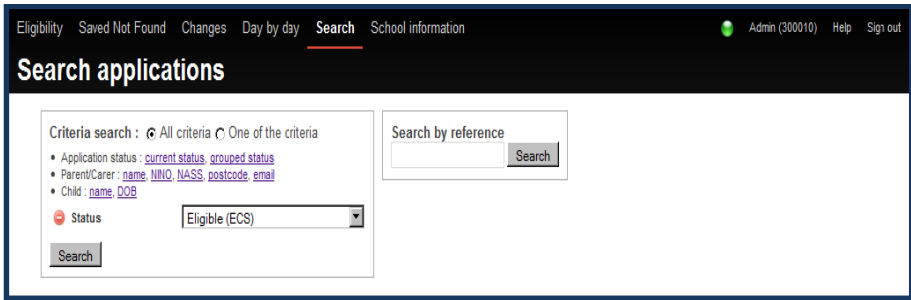 Eligibility Saved Not Found Changes Day by day Search School information Admin (300010) Help Sign out
Search applications
Criteria search : All criteria One of the criteria
• Application status : current status, grouped status
• Parent/Carer : name, NINO, NASS, postcode, email
• Child : name, DOB
Status Eligible (ECS)
Search
Search by reference
Search